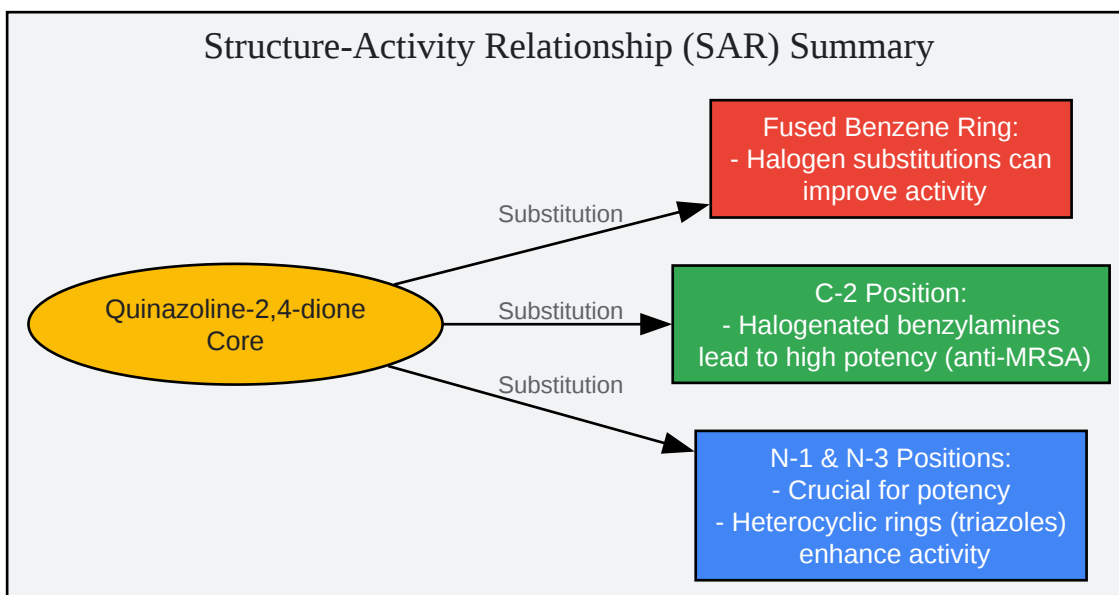 Structure-Activity Relationship (SAR) Summary
Fused Benzene Ring:
- Halogen substitutions can
improve activity
Substitution
Quinazoline-2,4-dione
Core
Substitution
C-2 Position:
- Halogenated benzylamines
lead to high potency (anti-MRSA)
Substitution
N-1 & N-3 Positions:
- Crucial for potency
- Heterocyclic rings (triazoles)
enhance activity